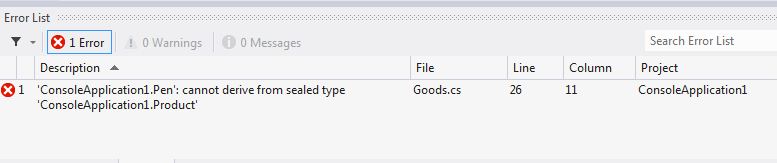 Error List
1 Error 0 Warnings 0 Messages Search Error List
Description File Line Column Project
1 'ConsoleApplication1.Pen': cannot derive from sealed type Goods.cs 26 11 ConsoleApplication1
'ConsoleApplication1.Product'